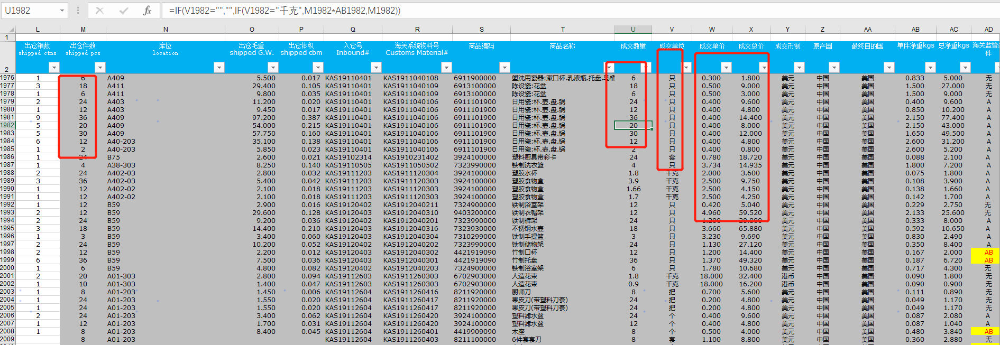 U1982 fx =IF(V1982="","",IF(V1982="千克",M1982*AB1982,M1982))
L M N O P Q R S T U V W X Y Z AA AB AC AD
1
出仓箱数 出仓件数 库位 出仓毛重 出仓体积 入仓号 海关系统物料号 商品编码 商品名称 成交数量 成交单位 成交单价 成交总价 成交币制 原产国 最终目的国 单件净重kgs 总净重kgs 海关监管
shipped ctns shipped pcs location shipped G.W. shipped cbm Inbound# Customs Material# 件
2
1976 1 6 A409 5.500 0.017 KAS19110401 KAS1911040108 6911900000 盥洗用瓷器:漱口杯.乳液瓶.托盘.马桶 6 只 0.300 1.800 美元 中国 美国 0.833 5.000 无
1977 3 18 A411 29.400 0.105 KAS19110401 KAS1911040109 6913100000 陈设瓷:花盆 18 只 0.500 9.000 美元 中国 美国 1.500 27.000 无
1978 1 6 A411 9.800 0.035 KAS19110401 KAS1911040109 6913100000 陈设瓷:花盆 6 只 0.500 3.000 美元 中国 美国 1.500 9.000 无
1979 2 24 A403 11.200 0.020 KAS19110401 KAS1911040106 6911101900 日用瓷:杯.壶.盘.锅 24 只 0.400 9.600 美元 中国 美国 0.400 9.600 A
1980 1 12 A403 9.450 0.017 KAS19110401 KAS1911040106 6911101900 日用瓷:杯.壶.盘.锅 12 只 0.400 4.800 美元 中国 美国 0.850 10.200 A
1981 9 36 A409 97.200 0.387 KAS19110401 KAS1911040106 6911101900 日用瓷:杯.壶.盘.锅 36 只 0.400 14.400 美元 中国 美国 2.150 77.400 A
1982 5 20 A409 54.000 0.215 KAS19110401 KAS1911040106 6911101900 日用瓷:杯.壶.盘.锅 20 只 0.400 8.000 美元 中国 美国 2.150 43.000 A
1983 5 30 A409 57.750 0.160 KAS19110401 KAS1911040106 6911101900 日用瓷:杯.壶.盘.锅 30 只 0.400 12.000 美元 中国 美国 1.650 49.500 A
1984 6 12 A40-203 35.100 0.138 KAS19110401 KAS1911040106 6911101900 日用瓷:杯.壶.盘.锅 12 只 0.400 4.800 美元 中国 美国 2.600 31.200 A
1985 1 2 A40-203 5.850 0.023 KAS19110401 KAS1911040106 6911101900 日用瓷:杯.壶.盘.锅 2 只 0.400 0.800 美元 中国 美国 2.600 5.200 A
1986 1 24 B75 2.600 0.021 KAS19102314 KAS1910231402 3924100000 塑料厨具带彩卡 24 套 0.780 18.720 美元 中国 美国 0.088 2.100 A
1987 1 4 A38-303 8.250 0.140 KAS19110505 KAS1911050502 7323990000 铁制洗衣篮 4 只 3.734 14.935 美元 中国 美国 1.800 7.200 A
1988 2 24 A402-03 2.800 0.032 KAS19111203 KAS1911120304 3924100000 塑胶水杯 1.8 千克 2.000 3.600 美元 中国 美国 0.075 1.800 A
1989 3 36 A402-03 5.400 0.042 KAS19111203 KAS1911120303 3924100000 塑胶食物盒 3.9 千克 2.500 9.750 美元 中国 美国 0.108 3.900 A
1990 1 12 A402-02 2.100 0.018 KAS19111203 KAS1911120303 3924100000 塑胶食物盒 1.66 千克 2.500 4.150 美元 中国 美国 0.138 1.660 A
1991 1 12 A402-02 2.100 0.018 KAS19111203 KAS1911120303 3924100000 塑胶食物盒 1.7 千克 2.500 4.250 美元 中国 美国 0.142 1.700 A
1992 1 12 B59 2.900 0.016 KAS19120402 KAS1912040211 7324900000 铁制浴室架 12 只 0.420 5.040 美元 中国 美国 0.229 2.750 无
1993 2 12 B59 29.600 0.128 KAS19120403 KAS1912040310 9403200000 铁制衣帽架 12 只 4.960 59.520 美元 中国 美国 2.133 25.600 无
1994 2 24 B59 9.200 0.036 KAS19120402 KAS1912040201 7323990000 铁制裤架 24 只 1.200 28.800 美元 中国 美国 0.333 8.000 A
1995 3 18 B59 14.400 0.210 KAS19120403 KAS1912040316 7323930000 不锈钢水壶 18 只 3.660 65.880 美元 中国 美国 0.592 10.650 A
1996 1 3 B59 3.400 0.060 KAS19120403 KAS1912040304 7310299000 铁制手提篮 3 只 3.230 9.690 美元 中国 美国 0.830 2.490 A
1997 2 24 B59 10.200 0.052 KAS19120402 KAS1912040202 7323990000 铁制储物架 24 只 1.130 27.120 美元 中国 美国 0.350 8.400 A
1998 2 12 B59 2.200 0.012 KAS19120403 KAS1912040302 4421919090 竹制口杯 12 只 1.200 14.400 美元 中国 美国 0.167 2.000 AB
1999 6 36 B59 7.500 0.036 KAS19120403 KAS1912040301 4421919090 竹制托盘 36 只 1.370 49.320 美元 中国 美国 0.187 6.720 AB
2000 1 6 B59 4.800 0.082 KAS19120402 KAS1912040203 7324900000 铁制浴室架 6 只 1.780 10.680 美元 中国 美国 0.717 4.300 无
2001 2 20 A01-303 2.800 0.094 KAS19112603 KAS1911260303 6702903000 人造花束 1.8 千克 18.000 32.400 港币 中国 美国 0.090 1.800 无
2002 1 10 A01-303 1.400 0.047 KAS19112603 KAS1911260303 6702903000 人造花束 0.9 千克 18.000 16.200 港币 中国 美国 0.090 0.900 无
2003 1 8 A01-203 1.450 0.006 KAS19112604 KAS1911260416 8211920000 厨师刀 8 把 0.700 5.600 美元 中国 美国 0.111 0.890 无
2004 1 24 A01-203 1.550 0.020 KAS19112604 KAS1911260417 8211920000 果皮刀(带塑料刀套) 24 把 0.200 4.800 美元 中国 美国 0.049 1.170 无
2005 1 24 A01-203 1.550 0.020 KAS19112604 KAS1911260417 8211920000 果皮刀(带塑料刀套) 24 把 0.200 4.800 美元 中国 美国 0.049 1.170 无
2006 2 24 A01-203 3.400 0.062 KAS19112604 KAS1911260420 3924100000 塑料滤水盆 24 个 0.400 9.600 美元 中国 美国 0.087 2.080 A
2007 1 12 A01-203 1.700 0.031 KAS19112604 KAS1911260420 3924100000 塑料滤水盆 12 个 0.400 4.800 美元 中国 美国 0.087 1.040 A
2008 1 8 A01-203 8.400 0.045 KAS19112604 KAS1911260401 4419909090 木座 8 个 0.500 4.000 美元 中国 美国 0.480 3.840 AB
2009 8 A01-203 KAS19112604 KAS1911260403 8211100000 6件套套刀 8 套 1.100 8.800 美元 中国 美国 0.360 2.880 无